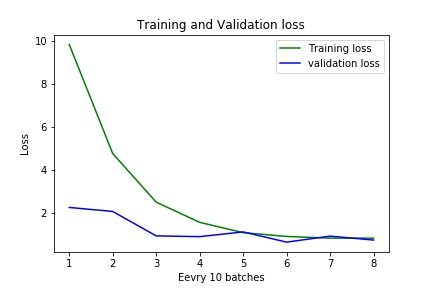 Training and Validation loss
Training loss
validation loss
10
8
6
4
2
Loss
1 2 3 4 5 6 7 8
Eevry 10 batches